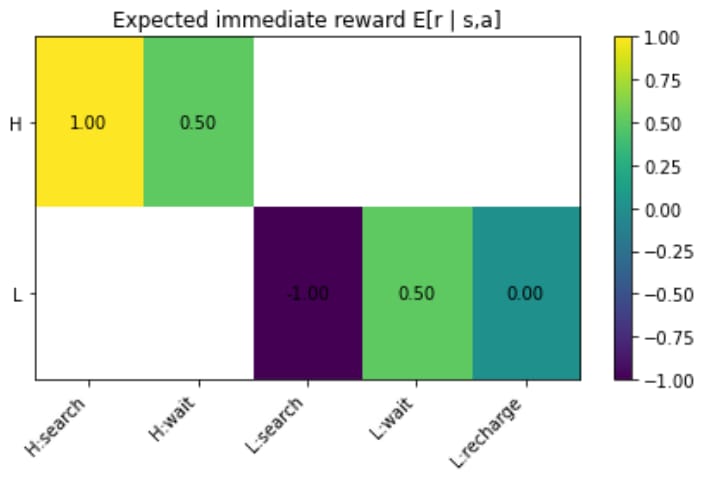 Expected immediate reward E[r | s,a]
H
1.00
0.50
L
-1.00
0.50
0.00
H:search
H:wait
L:search
L:wait
L:recharge
1.00
0.75
0.50
0.25
0.00
−0.25
−0.50
−0.75
−1.00